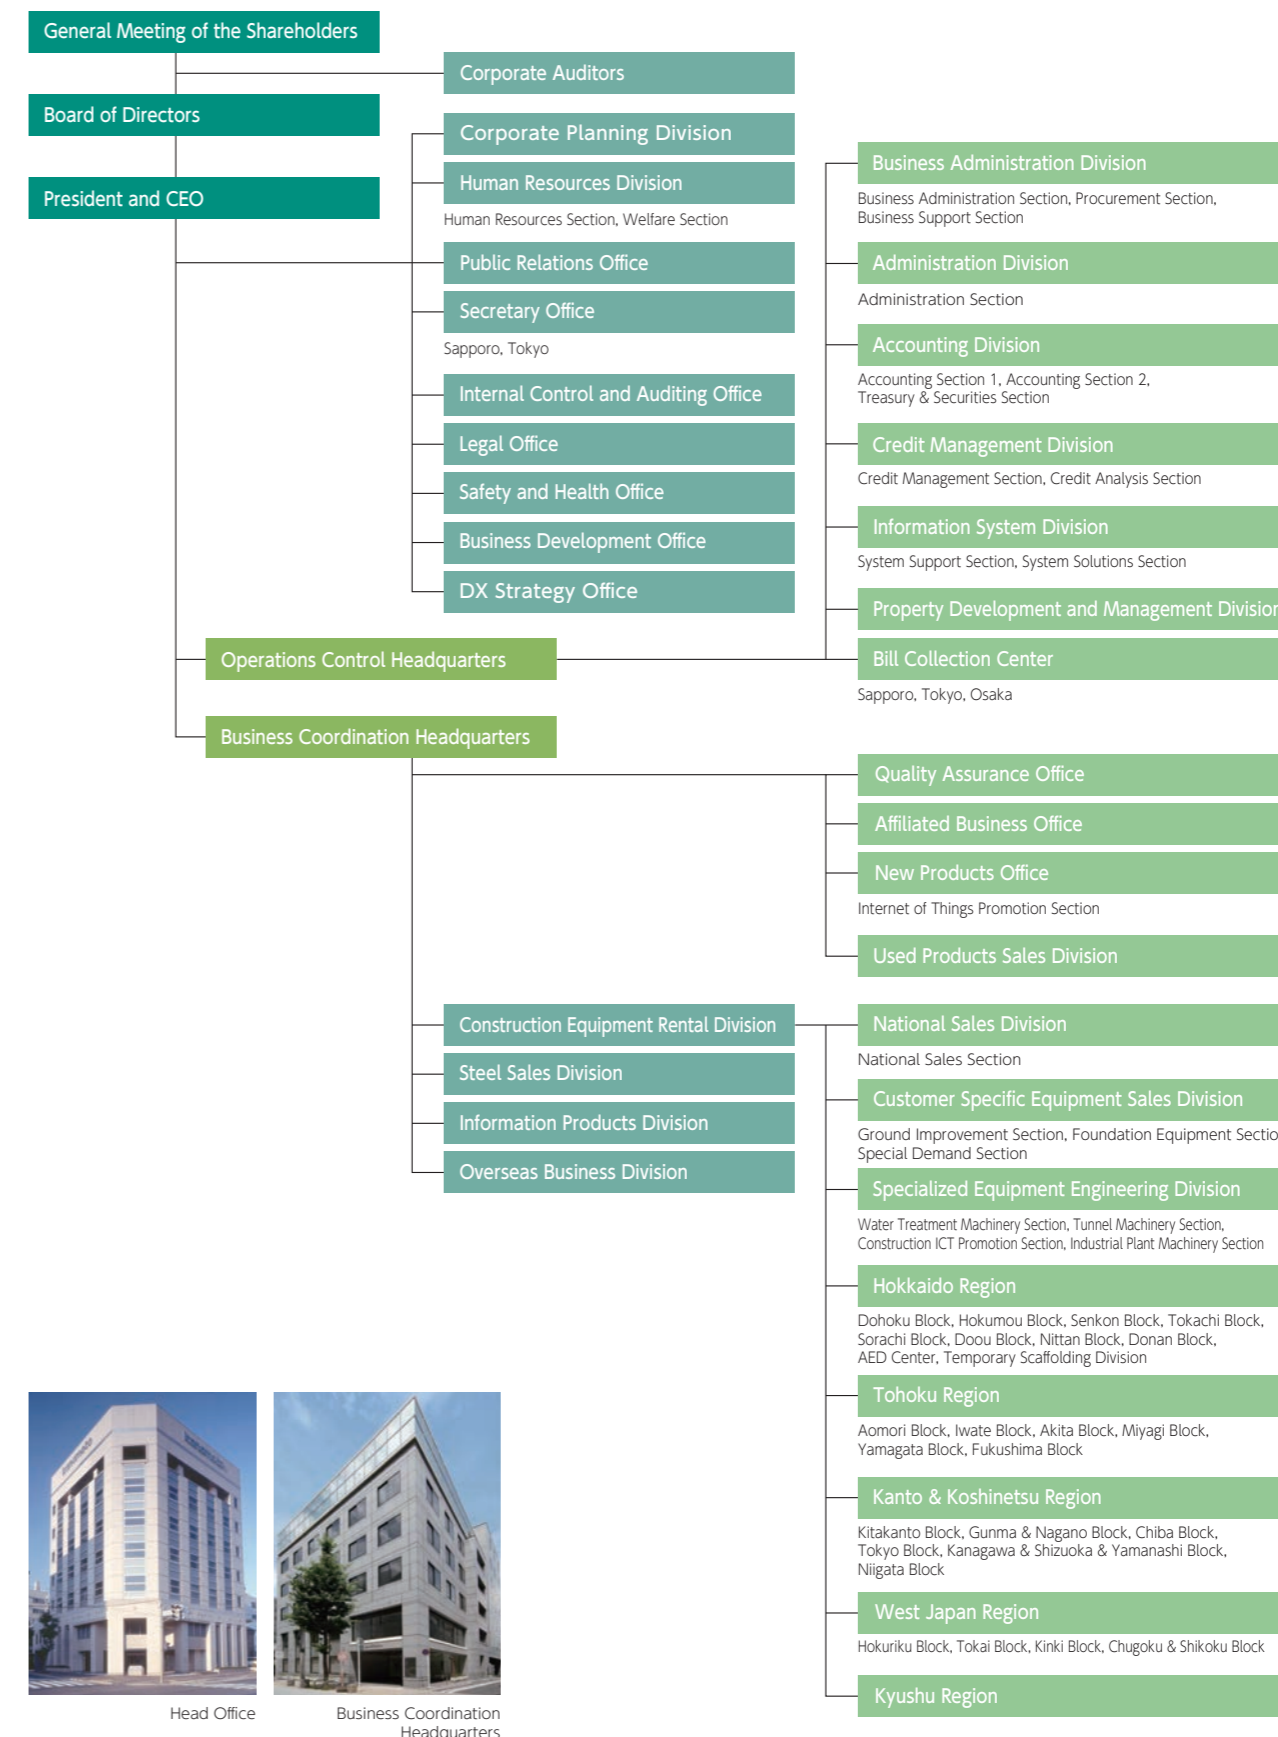 General Meeting of the Shareholders
Corporate Auditors
Board of Directors
President and CEO
Corporate Planning Division
Human Resources Division
Human Resources Section, Welfare Section
Public Relations Office
Secretary Office
Sapporo, Tokyo
Internal Control and Auditing Office
Legal Office
Safety and Health Office
Business Development Office
DX Strategy Office
Operations Control Headquarters
Business Administration Division
Business Administration Section, Procurement Section,
Business Support Section
Administration Division
Administration Section
Accounting Division
Accounting Section 1, Accounting Section 2,
Treasury & Securities Section
Credit Management Division
Credit Management Section, Credit Analysis Section
Information System Division
System Support Section, System Solutions Section
Property Development and Management Division
Bill Collection Center
Sapporo, Tokyo, Osaka
Business Coordination Headquarters
Quality Assurance Office
Affiliated Business Office
New Products Office
Internet of Things Promotion Section
Used Products Sales Division
Construction Equipment Rental Division
Steel Sales Division
Information Products Division
Overseas Business Division
National Sales Division
National Sales Section
Customer Specific Equipment Sales Division
Ground Improvement Section, Foundation Equipment Sectio
Special Demand Section
Specialized Equipment Engineering Division
Water Treatment Machinery Section, Tunnel Machinery Section,
Construction ICT Promotion Section, Industrial Plant Machinery Section
Hokkaido Region
Dohoku Block, Hokumou Block, Senkon Block, Tokachi Block,
Sorachi Block, Doou Block, Nittan Block, Donan Block,
AED Center, Temporary Scaffolding Division
Tohoku Region
Aomori Block, Iwate Block, Akita Block, Miyagi Block,
Yamagata Block, Fukushima Block
Kanto & Koshinetsu Region
Kitakanto Block, Gunma & Nagano Block, Chiba Block,
Tokyo Block, Kanagawa & Shizuoka & Yamanashi Block,
Niigata Block
West Japan Region
Hokuriku Block, Tokai Block, Kinki Block, Chugoku & Shikoku Block
Kyushu Region
Head Office
Business Coordination
Headquarters